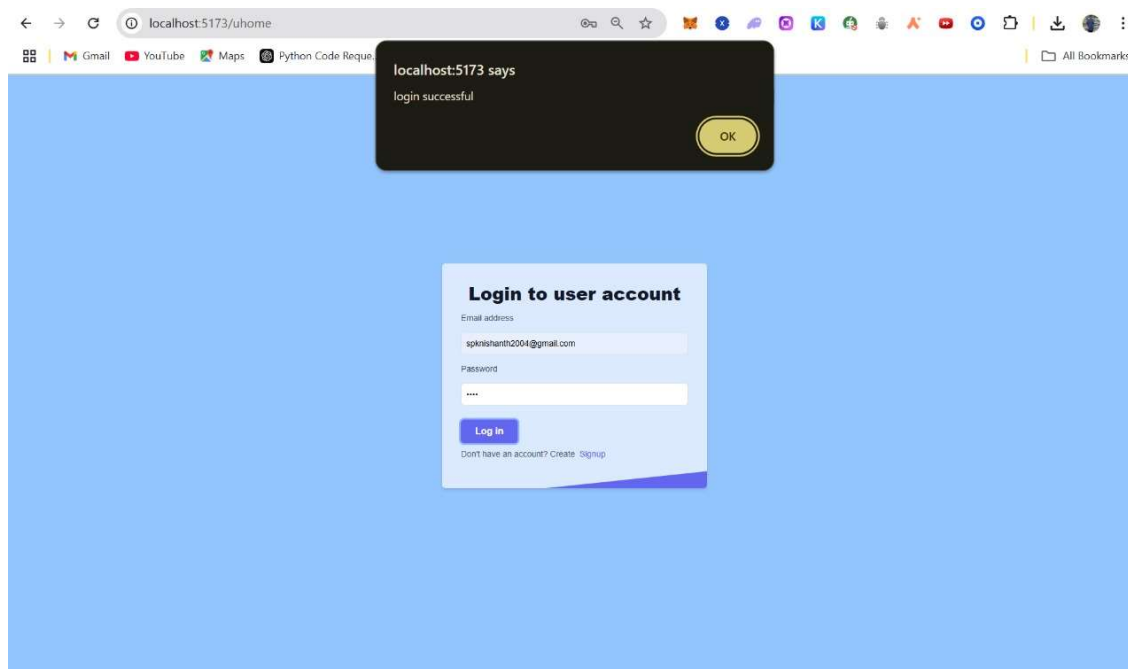 localhost:5173/uhome
Gmail YouTube Maps Python Code Reque... All Bookmarks
localhost:5173 says
login successful
OK
Login to user account
Email address
spknishanth2004@gmail.com
Password
••••
Log in
Don't have an account? Create Signup